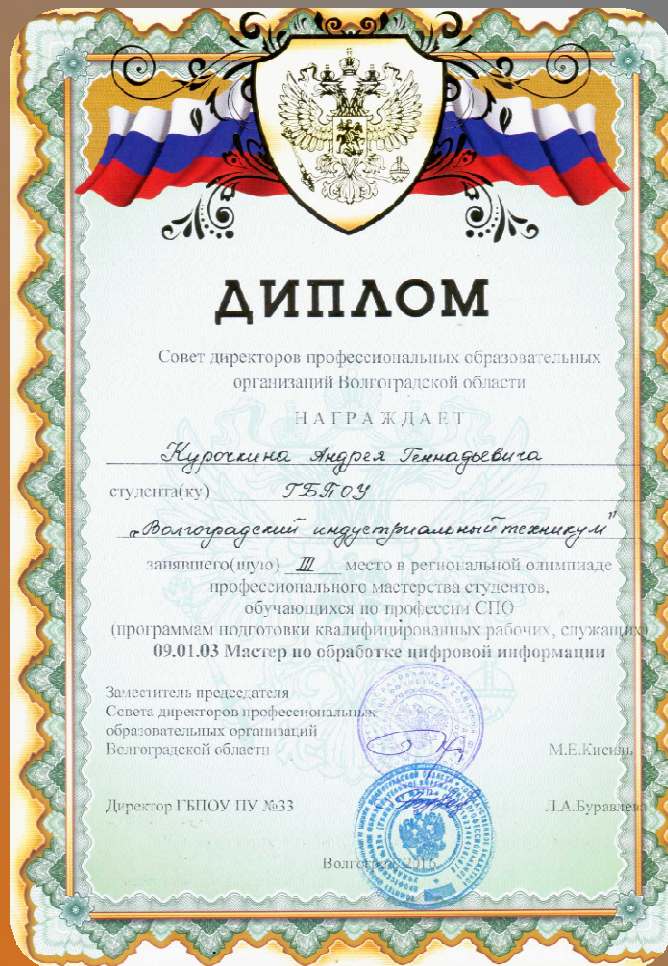 ДИПЛОМ
Совет директоров профессиональных образовательных
организаций Волгоградской области
НАГРАЖДАЕТ
Курочкина Андрея Геннадьевича
студента(ку) ГБПОУ
„Волгоградский индустриальный техникум"
занявшего(шую) III место в региональной олимпиаде
профессионального мастерства студентов,
обучающихся по профессии СПО
(программам подготовки квалифицированных рабочих, служащих)
09.01.03 Мастер по обработке цифровой информации
Заместитель председателя
Совета директоров профессиональных
образовательных организаций
Волгоградской области М.Е.Кисиль
Директор ГБПОУ ПУ №33 Л.А.Буравлева
Волгоград 2016